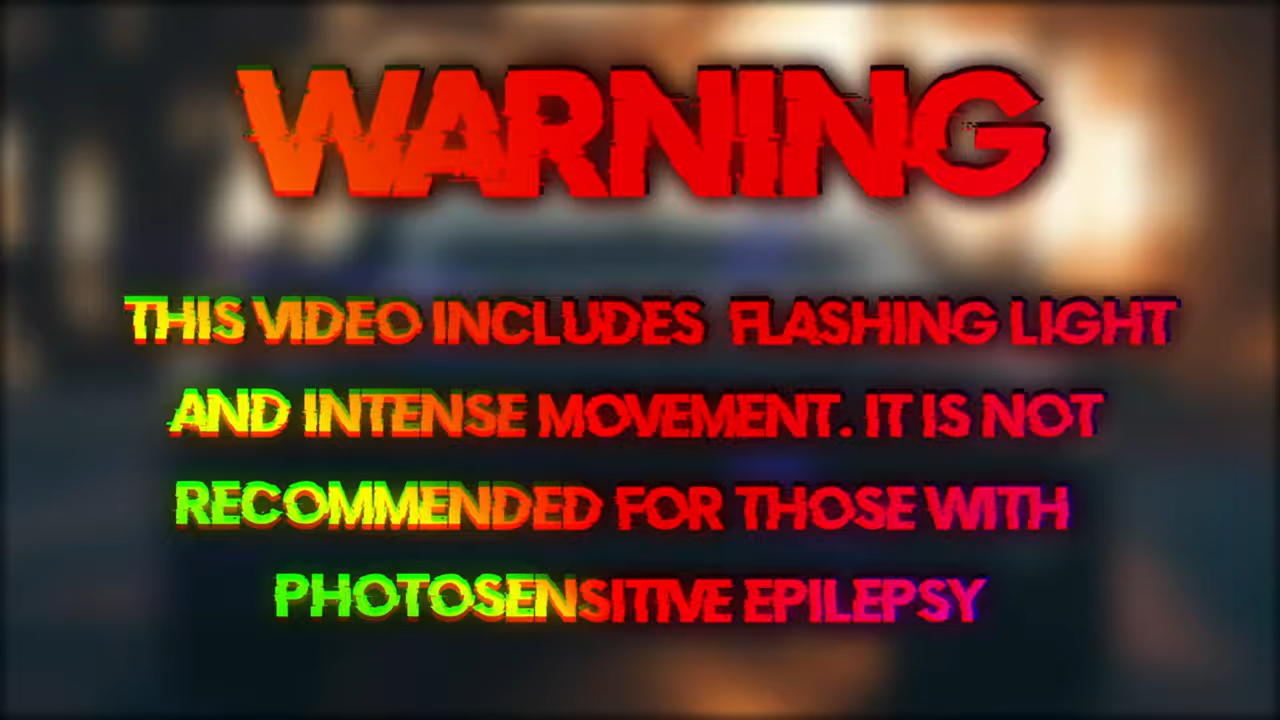 WARNING
THIS VIDEO INCLUDES FLASHING LIGHT
AND INTENSE MOVEMENT. IT IS NOT
RECOMMENDED FOR THOSE WITH
PHOTOSENSITIVE EPILEPSY